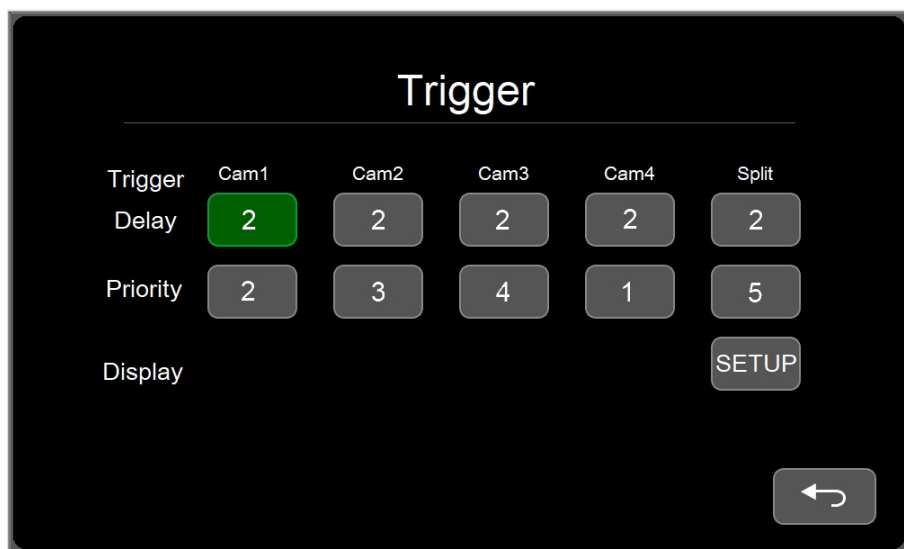 Trigger
Trigger Cam1 Cam2 Cam3 Cam4 Split
Delay 2 2 2 2 2
Priority 2 3 4 1 5
Display SETUP